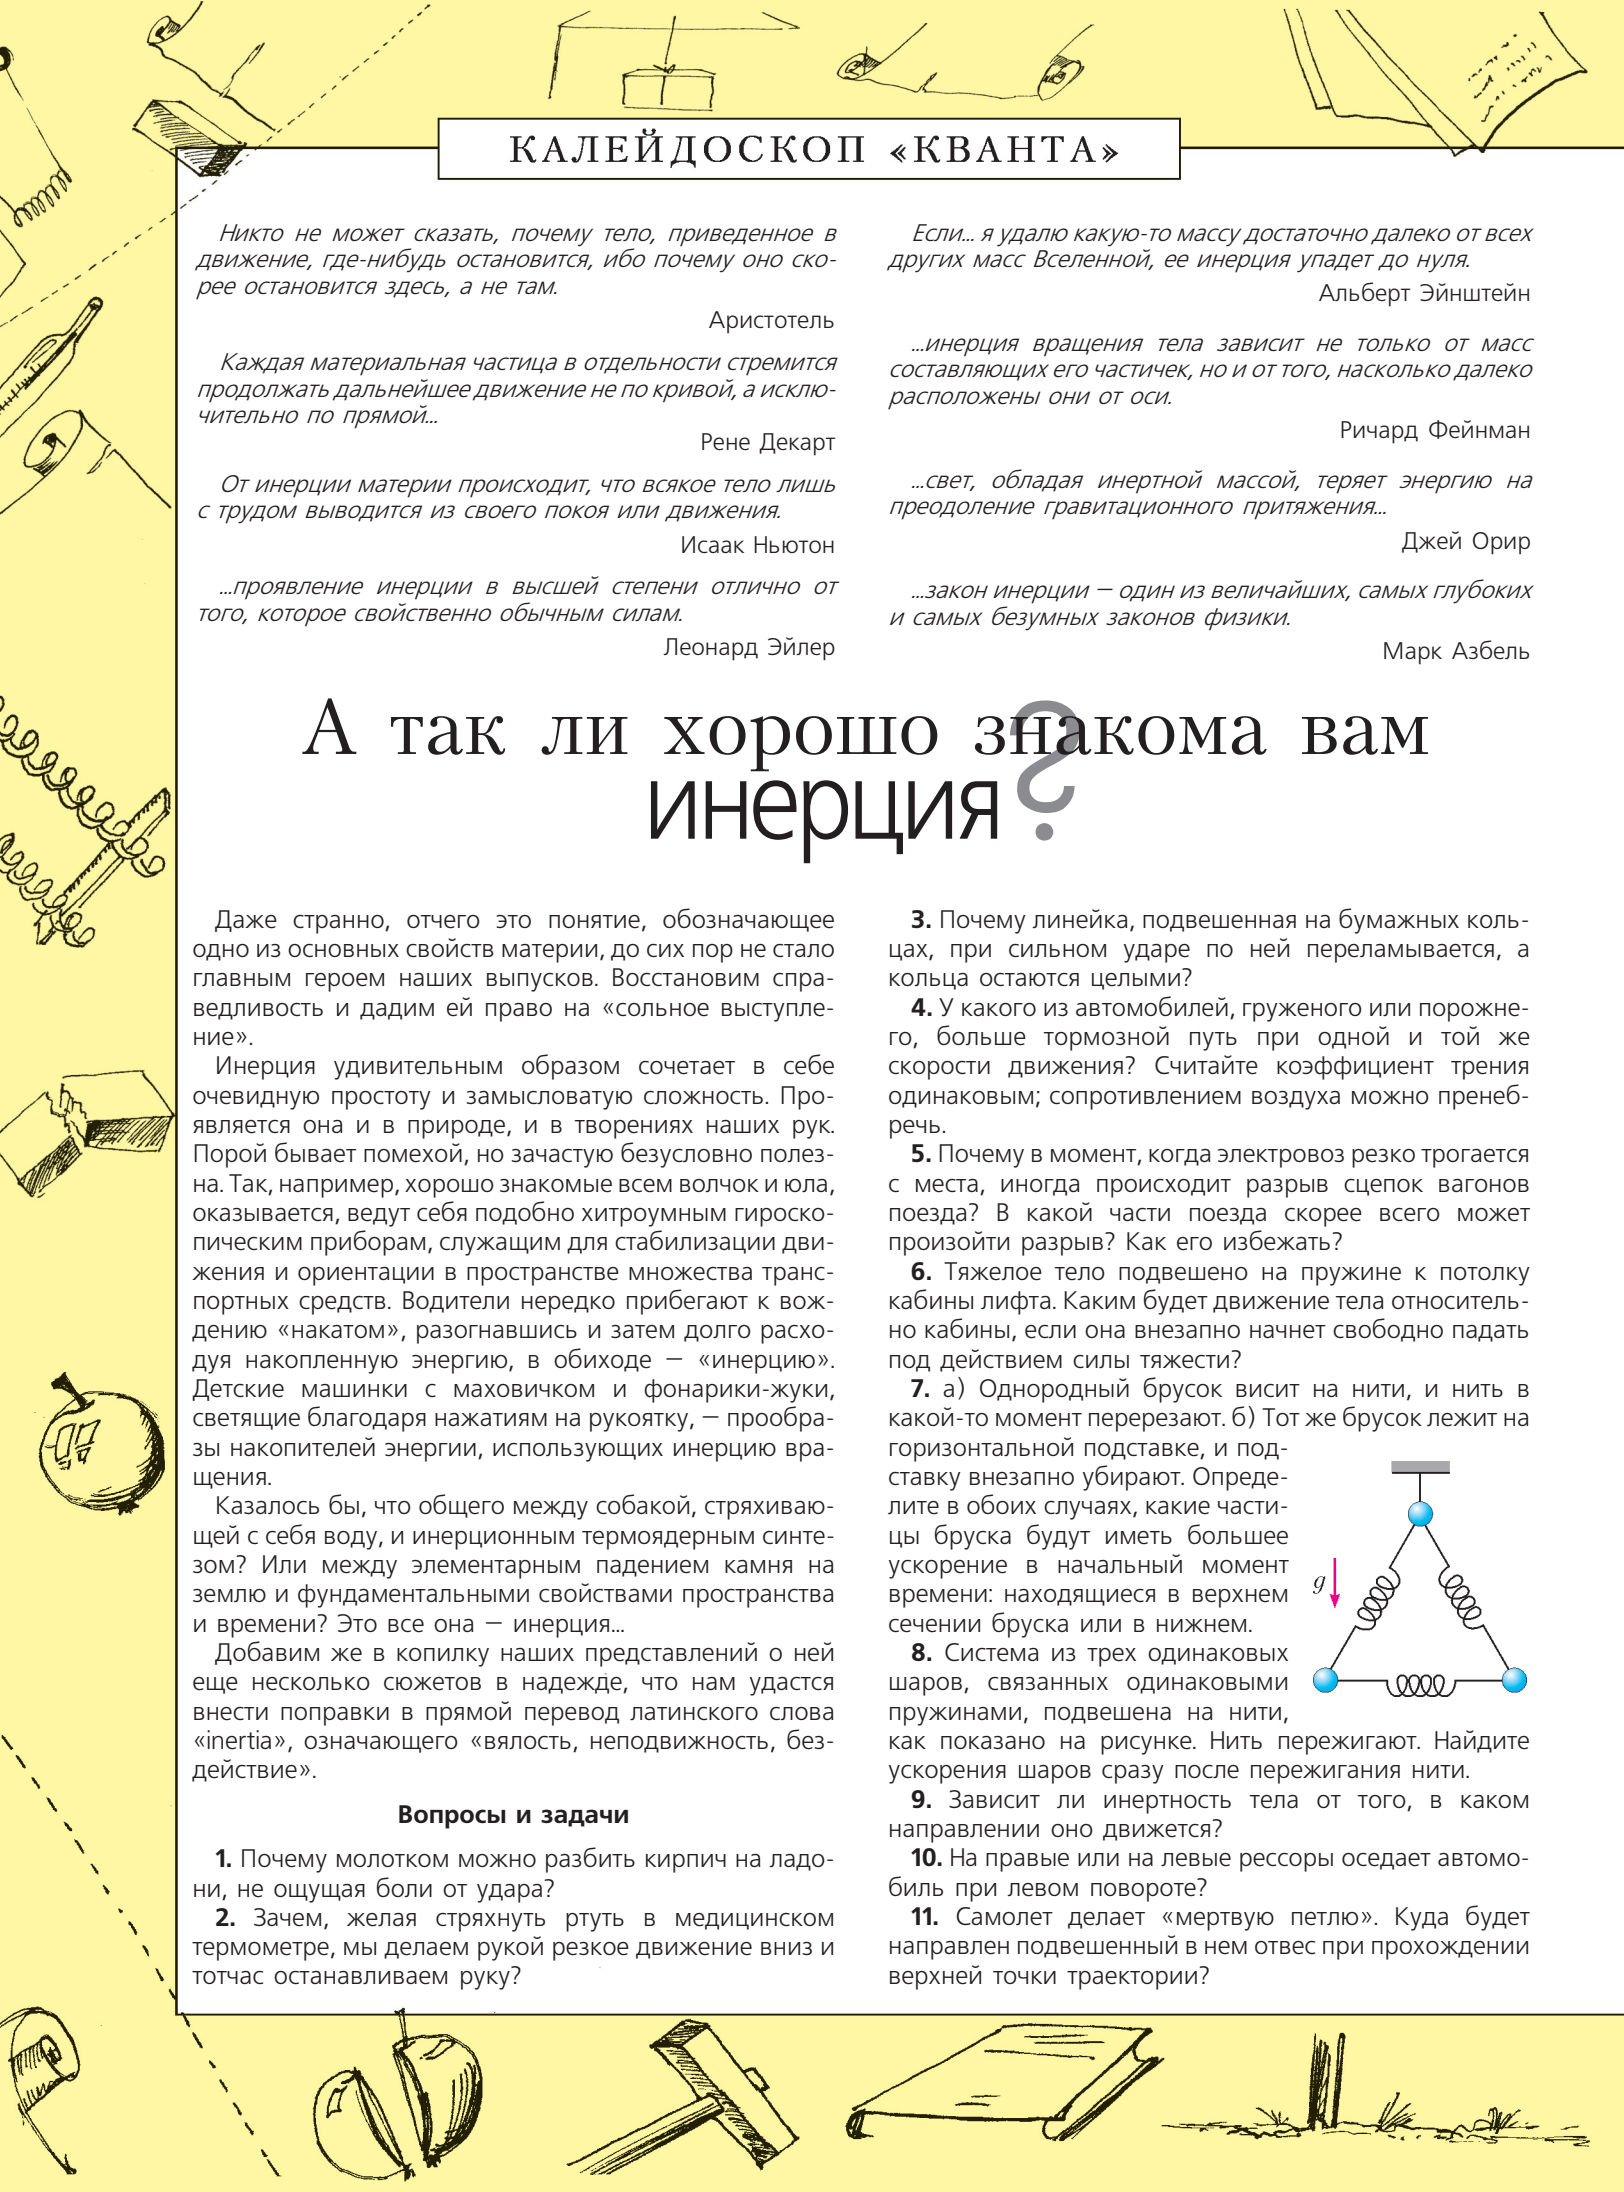 КАЛЕЙДОСКОП «КВАНТА»
Никто не может сказать, почему тело, приведенное в
движение, где-нибудь остановится, ибо почему оно ско-
рее остановится здесь, а не там.
Аристотель
Каждая материальная частица в отдельности стремится
продолжать дальнейшее движение не по кривой, а исклю-
чительно по прямой...
Рене Декарт
От инерции материи происходит, что всякое тело лишь
с трудом выводится из своего покоя или движения.
Исаак Ньютон
...проявление инерции в высшей степени отлично от
того, которое свойственно обычным силам.
Леонард Эйлер
Если... я удалю какую-то массу достаточно далеко от всех
других масс Вселенной, ее инерция упадет до нуля.
Альберт Эйнштейн
...инерция вращения тела зависит не только от масс
составляющих его частичек, но и от того, насколько далеко
расположены они от оси.
Ричард Фейнман
...свет, обладая инертной массой, теряет энергию на
преодоление гравитационного притяжения...
Джей Орир
...закон инерции — один из величайших, самых глубоких
и самых безумных законов физики.
Марк Азбель
А так ли хорошо знакома вам
инерция?
Даже странно, отчего это понятие, обозначающее
одно из основных свойств материи, до сих пор не стало
главным героем наших выпусков. Восстановим спра-
ведливость и дадим ей право на «сольное выступле-
ние».
Инерция удивительным образом сочетает в себе
очевидную простоту и замысловатую сложность. Про-
является она и в природе, и в творениях наших рук.
Порой бывает помехой, но зачастую безусловно полез-
на. Так, например, хорошо знакомые всем волчок и юла,
оказывается, ведут себя подобно хитроумным гироско-
пическим приборам, служащим для стабилизации дви-
жения и ориентации в пространстве множества транс-
портных средств. Водители нередко прибегают к вож-
дению «накатом», разогнавшись и затем долго расхо-
дуя накопленную энергию, в обиходе — «инерцию».
Детские машинки с маховичком и фонарики-жуки,
светящие благодаря нажатиям на рукоятку, — прообра-
зы накопителей энергии, использующих инерцию вра-
щения.
Казалось бы, что общего между собакой, стряхиваю-
щей с себя воду, и инерционным термоядерным синте-
зом? Или между элементарным падением камня на
землю и фундаментальными свойствами пространства
и времени? Это все она — инерция...
Добавим же в копилку наших представлений о ней
еще несколько сюжетов в надежде, что нам удастся
внести поправки в прямой перевод латинского слова
«inertia», означающего «вялость, неподвижность, без-
действие».
Вопросы и задачи
1. Почему молотком можно разбить кирпич на ладо-
ни, не ощущая боли от удара?
2. Зачем, желая стряхнуть ртуть в медицинском
термометре, мы делаем рукой резкое движение вниз и
тотчас останавливаем руку?
3. Почему линейка, подвешенная на бумажных коль-
цах, при сильном ударе по ней переламывается, а
кольца остаются целыми?
4. У какого из автомобилей, груженого или порожне-
го, больше тормозной путь при одной и той же
скорости движения? Считайте коэффициент трения
одинаковым; сопротивлением воздуха можно пренеб-
речь.
5. Почему в момент, когда электровоз резко трогается
с места, иногда происходит разрыв сцепок вагонов
поезда? В какой части поезда скорее всего может
произойти разрыв? Как его избежать?
6. Тяжелое тело подвешено на пружине к потолку
кабины лифта. Каким будет движение тела относитель-
но кабины, если она внезапно начнет свободно падать
под действием силы тяжести?
7. а) Однородный брусок висит на нити, и нить в
какой-то момент перерезают. б) Тот же брусок лежит на
горизонтальной подставке, и под-
ставку внезапно убирают. Опреде-
лите в обоих случаях, какие части-
цы бруска будут иметь большее
ускорение в начальный момент
времени: находящиеся в верхнем
сечении бруска или в нижнем.
8. Система из трех одинаковых
шаров, связанных одинаковыми
пружинами, подвешена на нити,
как показано на рисунке. Нить пережигают. Найдите
ускорения шаров сразу после пережигания нити.
g
9. Зависит ли инертность тела от того, в каком
направлении оно движется?
10. На правые или на левые рессоры оседает автомо-
биль при левом повороте?
11. Самолет делает «мертвую петлю». Куда будет
направлен подвешенный в нем отвес при прохождении
верхней точки траектории?